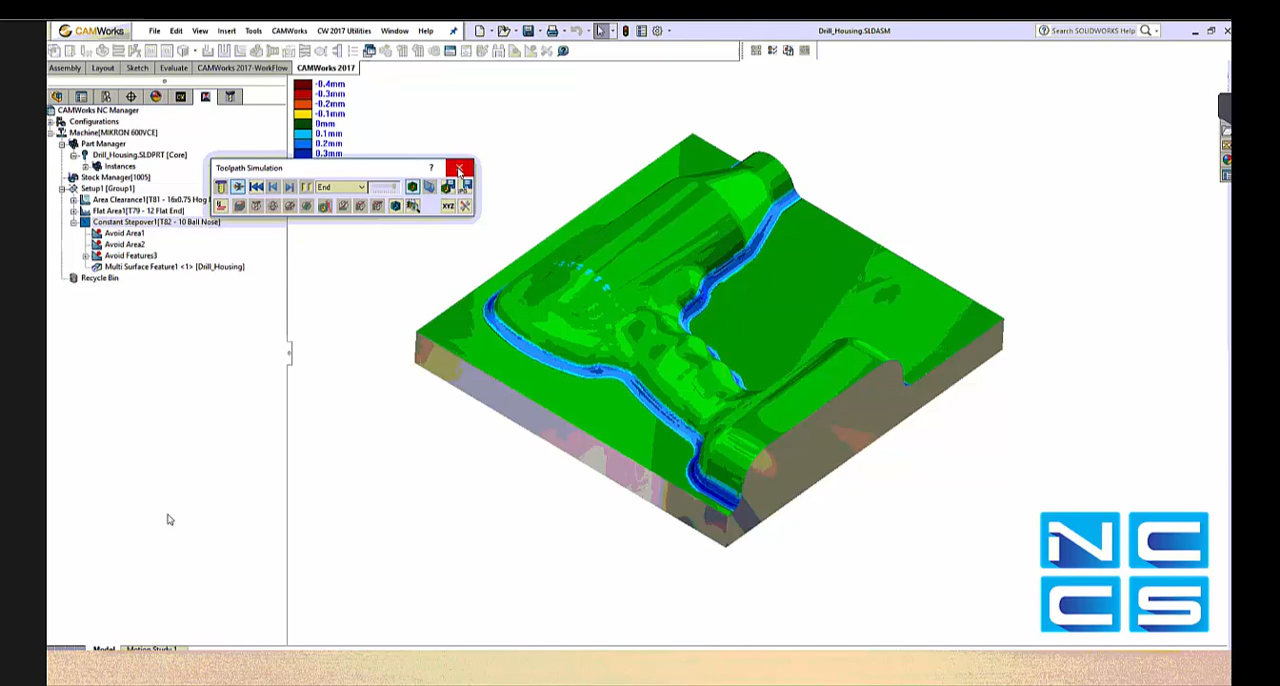 CAMWorks File Edit View Insert Tools CAMWorks CW 2017 Utilities Window Help Drill_Housing.SLDASM Search SOLIDWORKS Help
Assembly Layout Sketch Evaluate CAMWorks 2017-WorkFlow CAMWorks 2017
-0.4mm
-0.3mm
-0.2mm
-0.1mm
0mm
0.1mm
0.2mm
0.3mm
CAMWorks NC Manager
Configurations
Machine[MIKRON 600VCE]
Part Manager
Drill_Housing.SLDPRT [Core]
Instances
Stock Manager[1005]
Setup1 [Group1]
Area Clearance1[T81 - 16x0.75 Hog
Flat Area1[T79 - 12 Flat End]
Constant Stepover1[T82 - 10 Ball Nose]
Avoid Area1
Avoid Area2
Avoid Features3
Multi Surface Feature1 <1> [Drill_Housing]
Recycle Bin
Toolpath Simulation ?
End
XYZ
NC
CS
Model Motion Study 1